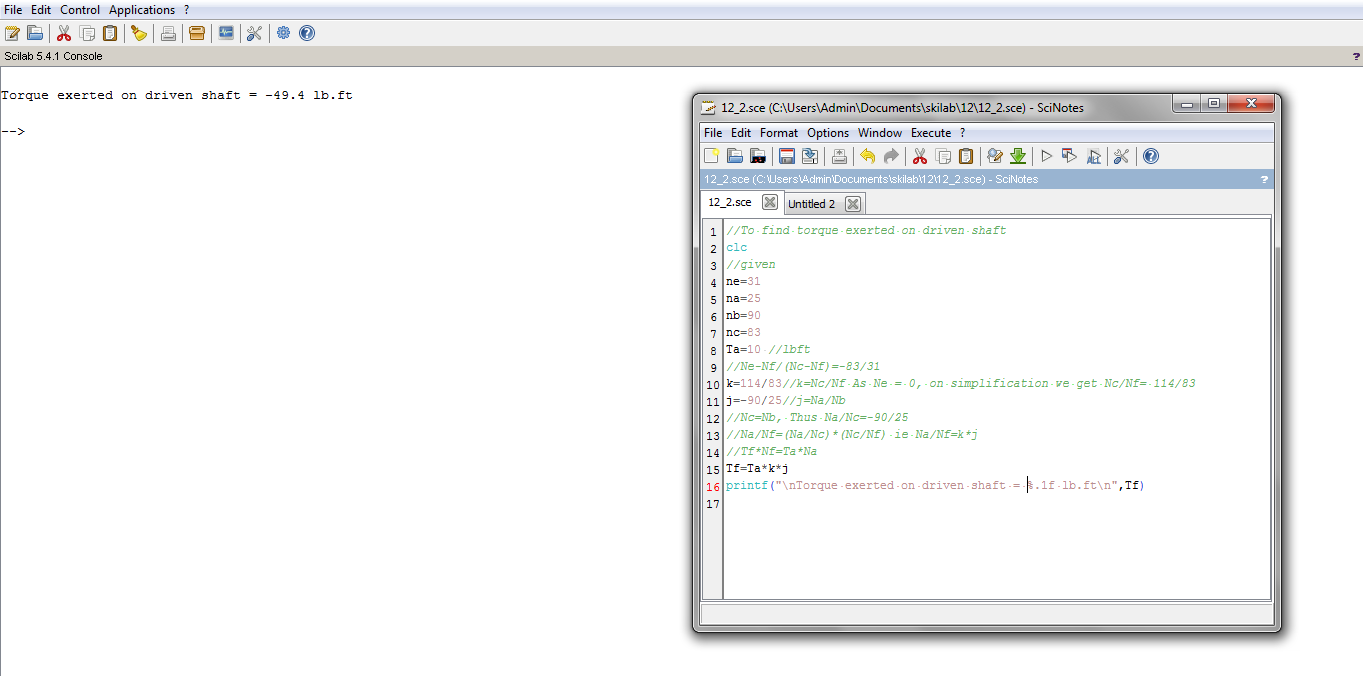 File Edit Control Applications ?
Scilab 5.4.1 Console ?
Torque exerted on driven shaft = -49.4 lb.ft
-->
12_2.sce (C:\Users\Admin\Documents\skilab\12\12_2.sce) - SciNotes
File Edit Format Options Window Execute ?
12_2.sce (C:\Users\Admin\Documents\skilab\12\12_2.sce) - SciNotes ?
12_2.sce Untitled 2
1 //To find torque exerted on driven shaft
2 clc
3 //given
4 ne=31
5 na=25
6 nb=90
7 nc=83
8 Ta=10 //lbft
9 //Ne-Nf/(Nc-Nf)=-83/31
10 k=114/83//k=Nc/Nf As Ne = 0, on simplification we get Nc/Nf= 114/83
11 j=-90/25//j=Na/Nb
12 //Nc=Nb, Thus Na/Nc=-90/25
13 //Na/Nf=(Na/Nc)*(Nc/Nf) ie Na/Nf=k*j
14 //Tf*Nf=Ta*Na
15 Tf=Ta*k*j
16 printf("\nTorque exerted on driven shaft = %.1f lb.ft\n",Tf)
17